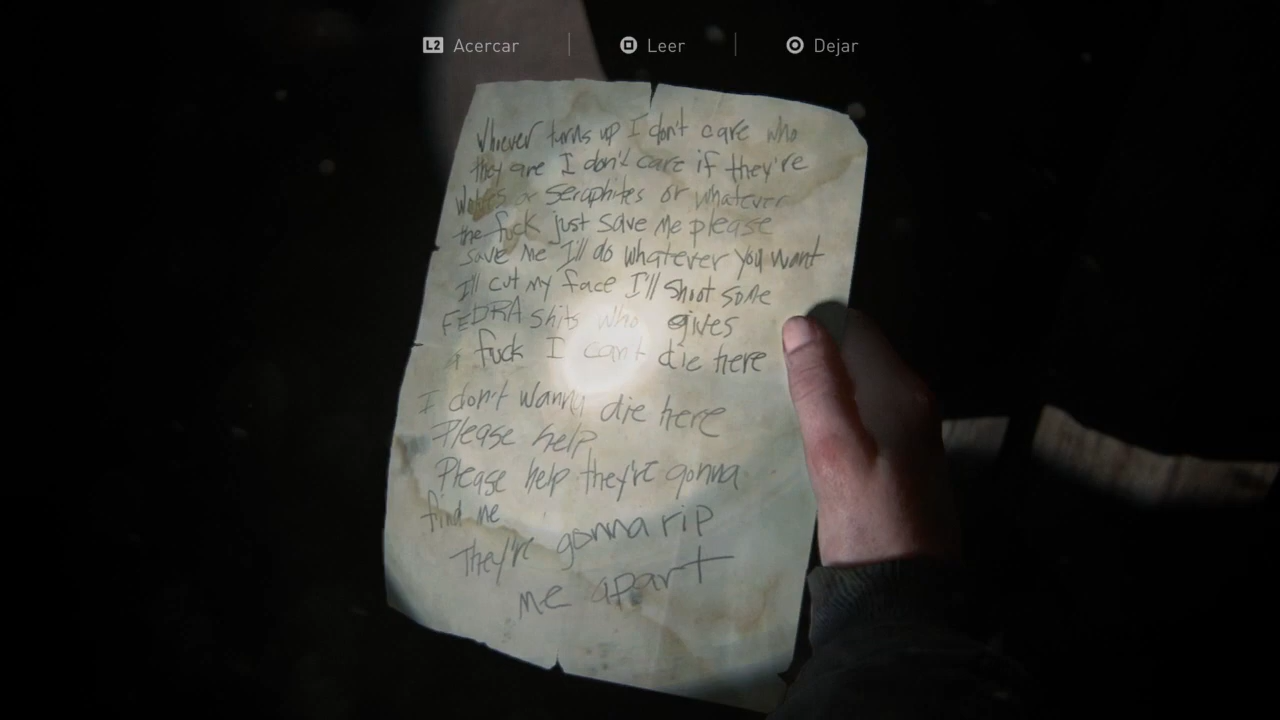 L2 Acercar
Leer
Dejar
Whoever turns up I don't care who
they are I don't care if they're
Wolves or Seraphites or whatever
the fuck just save me please
save me I'll do whatever you want
I'll cut my face I'll shoot some
FEDRA shits who gives
a fuck I can't die here
I don't wanna die here
Please help
Please help they're gonna
find me
They're gonna rip
me apart